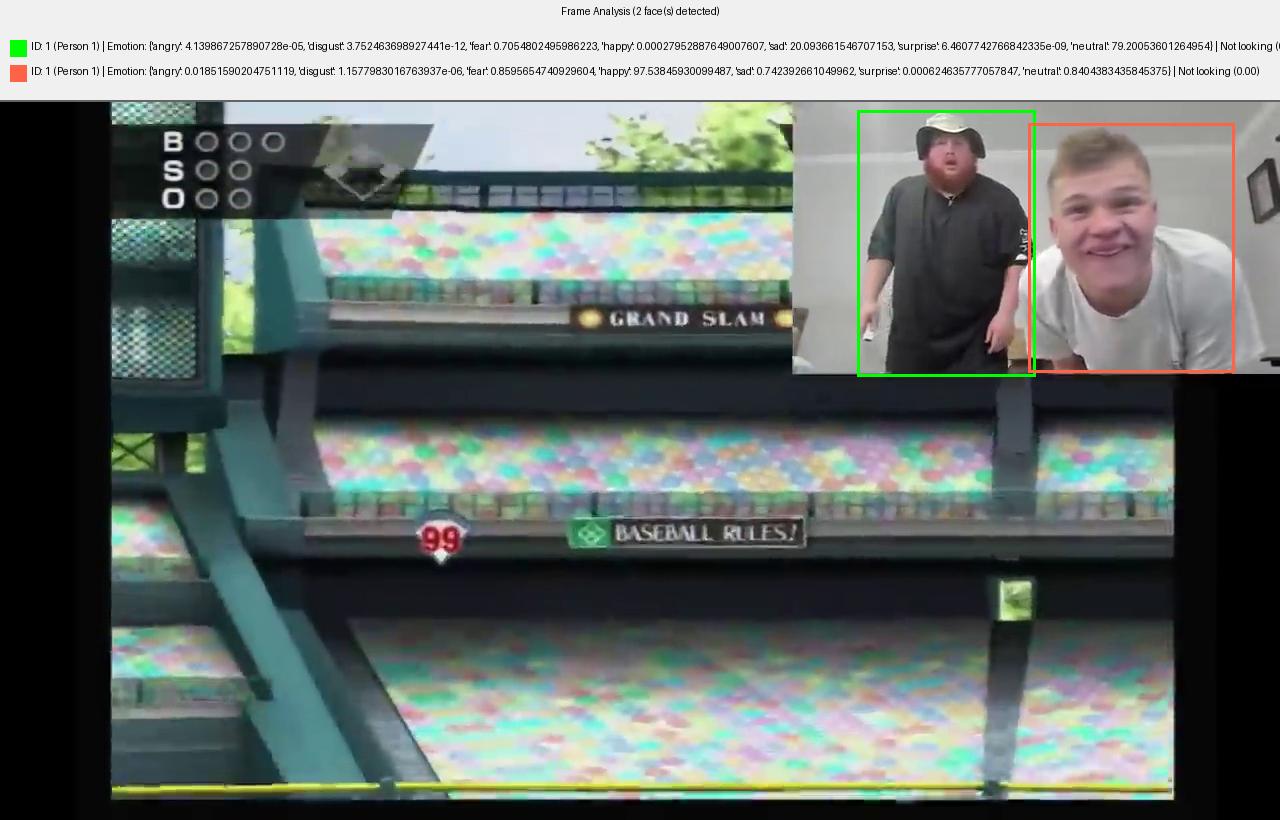 Frame Analysis (2 face(s) detected)
ID: 1 (Person 1) | Emotion: {'angry': 4.139867257890728e-05, 'disgust': 3.752463698927441e-12, 'fear': 0.7054802495986223, 'happy': 0.00027952887649007607, 'sad': 20.093661546707153, 'surprise': 6.4607742766842335e-09, 'neutral': 79.20053601264954} | Not looking (
ID: 1 (Person 1) | Emotion: {'angry': 0.01851590204751119, 'disgust': 1.1577983016763937e-06, 'fear': 0.8595654740929604, 'happy': 97.53845930099487, 'sad': 0.742392661049962, 'surprise': 0.000624635777057847, 'neutral': 0.8404383435845375} | Not looking (0.00)
B
S
O
GRAND SLAM
99
BASEBALL RULES!